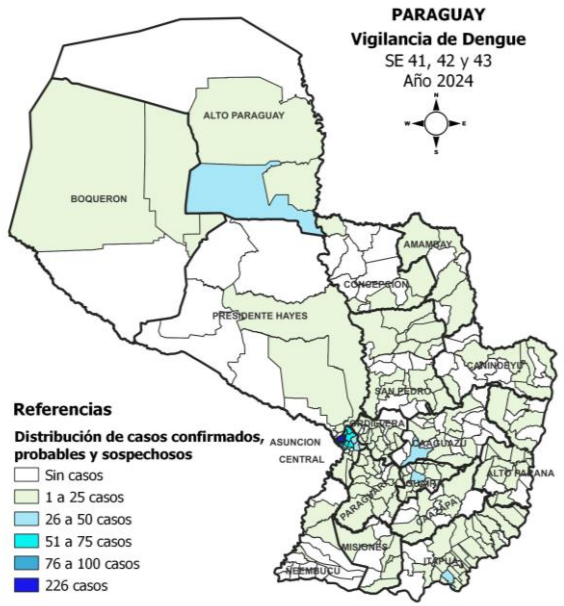 PARAGUAY
Vigilancia de Dengue
SE 41, 42 y 43
Año 2024
N
W E
S
ALTO PARAGUAY
BOQUERON
AMAMBAY
CONCEPCION
PRESIDENTE HAYES
CANINDEYU
SAN PEDRO
CORDILLERA
ASUNCION
CAAGUAZU
CENTRAL
ALTO PARANA
GUAIRA
PARAGUARI
CAAZAPA
MISIONES
ITAPUA
ÑEEMBUCU
Referencias
Distribución de casos confirmados,
probables y sospechosos
Sin casos
1 a 25 casos
26 a 50 casos
51 a 75 casos
76 a 100 casos
226 casos